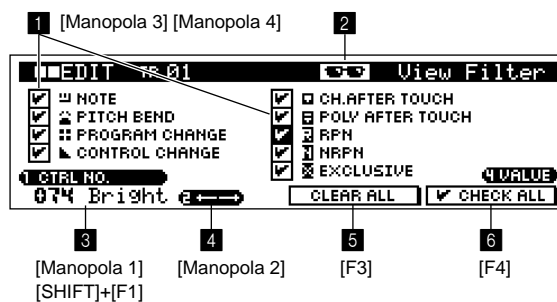 1 [Manopola 3] [Manopola 4] 2
EDIT TR 01 View Filter
NOTE CH.AFTER TOUCH
PITCH BEND POLY AFTER TOUCH
PROGRAM CHANGE RPN
CONTROL CHANGE NRPN
EXCLUSIVE
1 CTRL NO. 4 VALUE
074 Bright 2 CLEAR ALL CHECK ALL
3 4 5 6
[Manopola 1] [Manopola 2] [F3] [F4]
[SHIFT]+[F1]